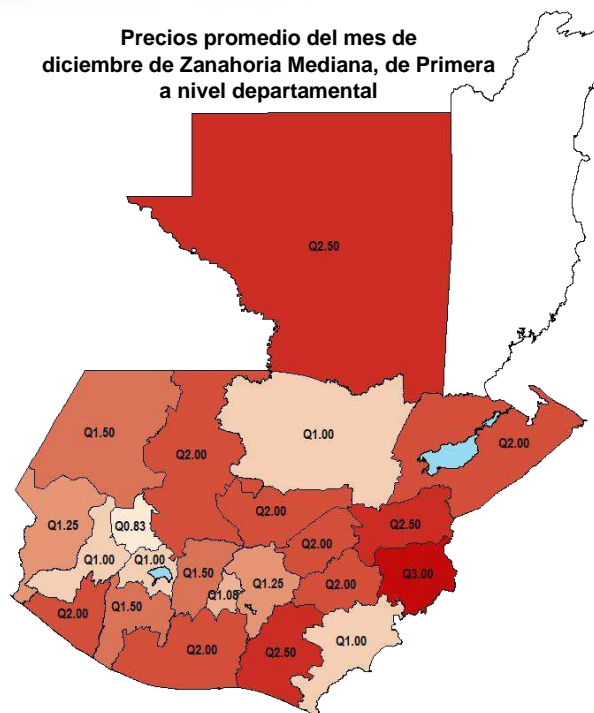 Precios promedio del mes de
diciembre de Zanahoria Mediana, de Primera
a nivel departamental
Q2.50
Q1.50
Q1.00
Q2.00
Q2.00
Q2.00
Q2.50
Q1.25
Q0.83
Q2.00
Q1.00
Q1.00
Q1.50
Q1.25
Q2.00
Q3.00
Q1.08
Q2.00
Q1.50
Q1.00
Q2.00
Q2.50